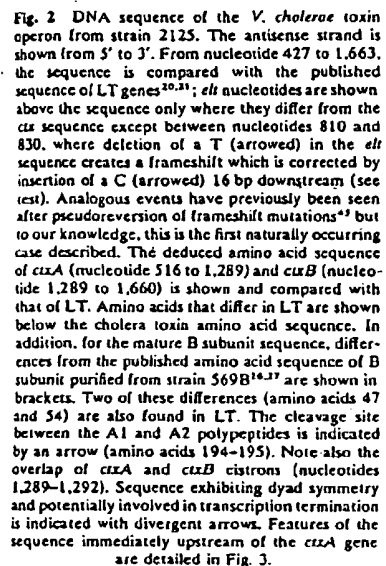 Fig. 2 DNA sequence of the V. cholerae toxin
operon from strain 2125. The antisense strand is
shown from 5' to 3'. From nucleotide 427 to 1,663,
the sequence is compared with the published
sequence of LT genes²⁰·²¹; elt nucleotides are shown
above the sequence only where they differ from the
ctx sequence except between nucleotides 810 and
830, where deletion of a T (arrowed) in the elt
sequence creates a frameshift which is corrected by
insertion of a C (arrowed) 16 bp downstream (see
text). Analogous events have previously been seen
after pseudoreversion of frameshift mutations⁴⁵ but
to our knowledge, this is the first naturally occurring
case described. The deduced amino acid sequence
of ctxA (nucleotide 516 to 1,289) and ctxB (nucleo-
tide 1,289 to 1,660) is shown and compared with
that of LT. Amino acids that differ in LT are shown
below the cholera toxin amino acid sequence. In
addition, for the mature B subunit sequence, differ-
ences from the published amino acid sequence of B
subunit purified from strain 569B¹⁶·¹⁷ are shown in
brackets. Two of these differences (amino acids 47
and 54) are also found in LT. The cleavage site
between the A1 and A2 polypeptides is indicated
by an arrow (amino acids 194–195). Note also the
overlap of ctxA and ctxB cistrons (nucleotides
1,289–1,292). Sequence exhibiting dyad symmetry
and potentially involved in transcription termination
is indicated with divergent arrows. Features of the
sequence immediately upstream of the ctxA gene
are detailed in Fig. 3.